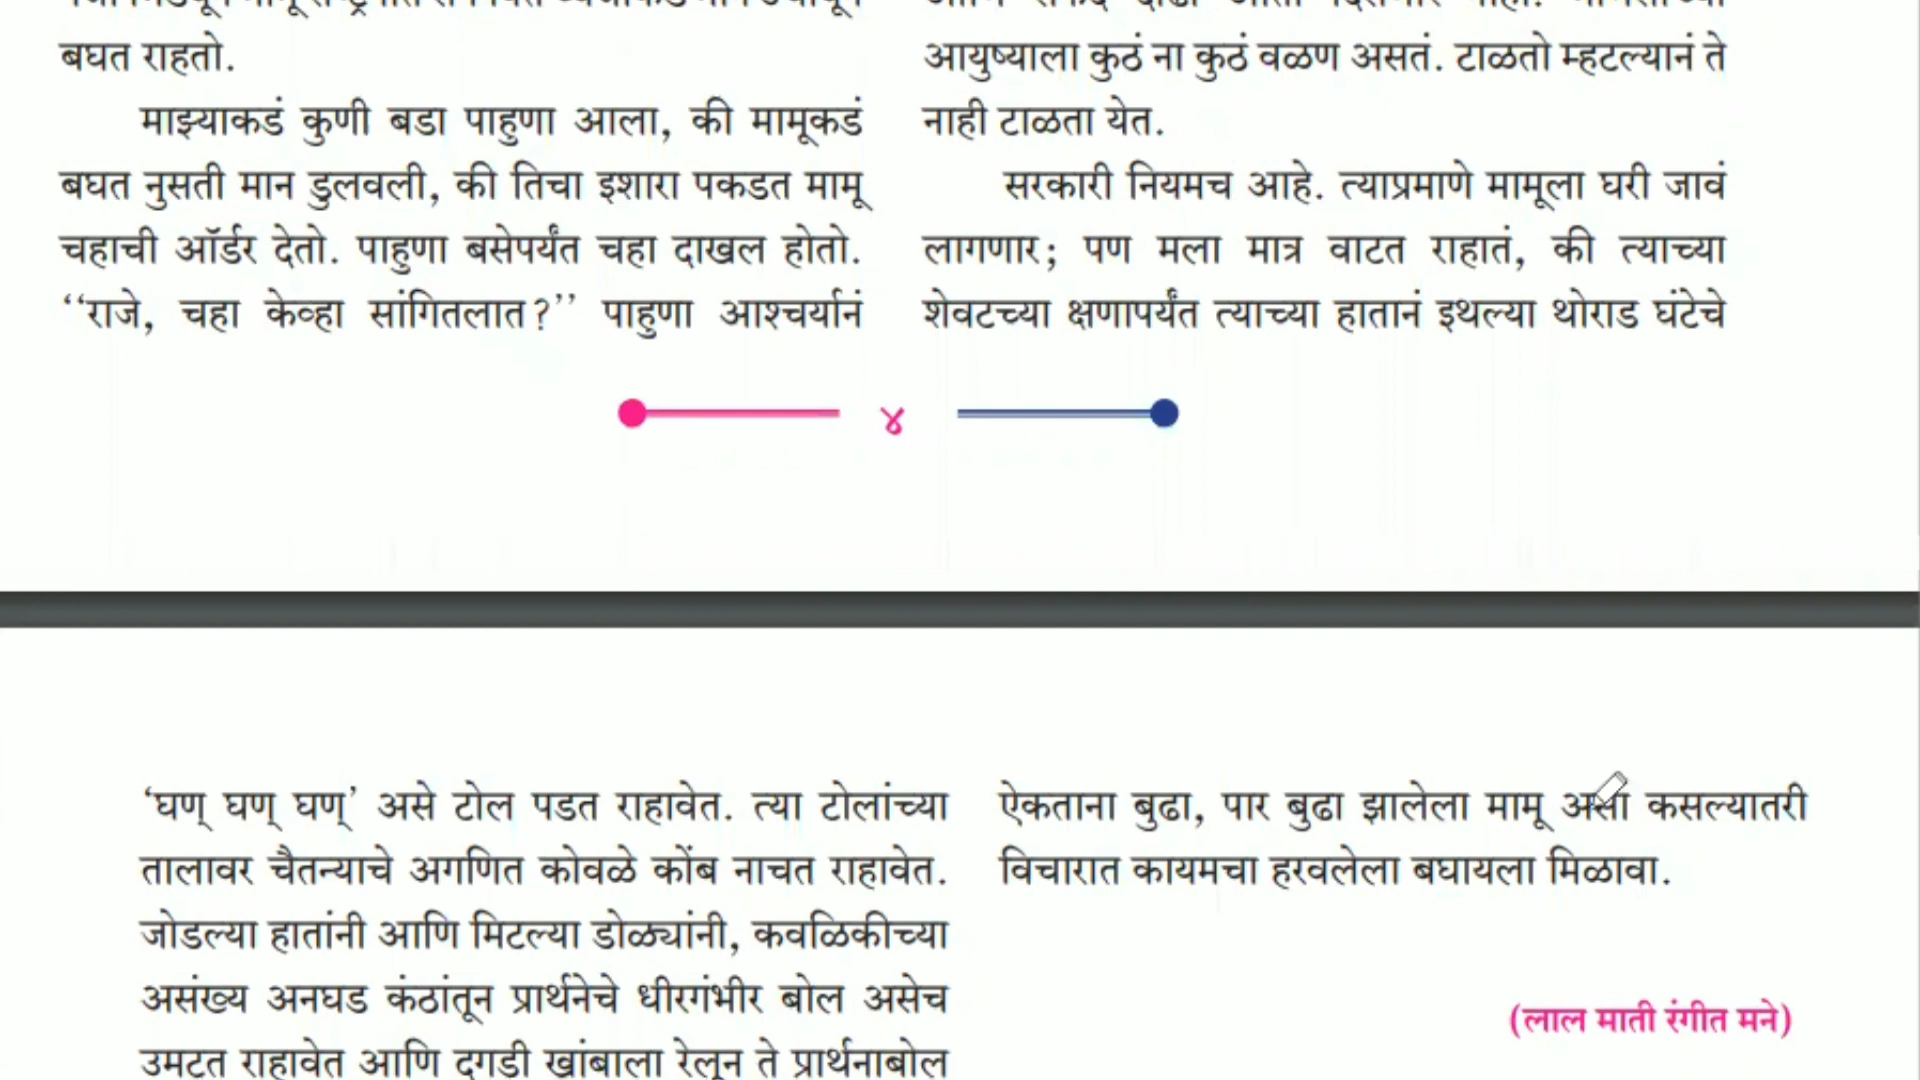 बघत राहतो.
माझ्याकडं कुणी बडा पाहुणा आला, की मामूकडं
बघत नुसती मान डुलवली, की तिचा इशारा पकडत मामू
चहाची ऑर्डर देतो. पाहुणा बसेपर्यंत चहा दाखल होतो.
‘‘राजे, चहा केव्हा सांगितलात?’’ पाहुणा आश्चर्यानं
आयुष्याला कुठं ना कुठं वळण असतं. टाळतो म्हटल्यानं ते
नाही टाळता येत.
सरकारी नियमच आहे. त्याप्रमाणे मामूला घरी जावं
लागणार; पण मला मात्र वाटत राहातं, की त्याच्या
शेवटच्या क्षणापर्यंत त्याच्या हातानं इथल्या थोराड घंटेचे
४
‘घण् घण् घण्’ असे टोल पडत राहावेत. त्या टोलांच्या
तालावर चैतन्याचे अगणित कोवळे कोंब नाचत राहावेत.
जोडल्या हातांनी आणि मिटल्या डोळ्यांनी, कवळिकीच्या
असंख्य अनघड कंठांतून प्रार्थनेचे धीरगंभीर बोल असेच
उमटत राहावेत आणि दगडी खांबाला रेलून ते प्रार्थनाबोल
ऐकताना बुढा, पार बुढा झालेला मामू असा कसल्यातरी
विचारात कायमचा हरवलेला बघायला मिळावा.
(लाल माती रंगीत मने)